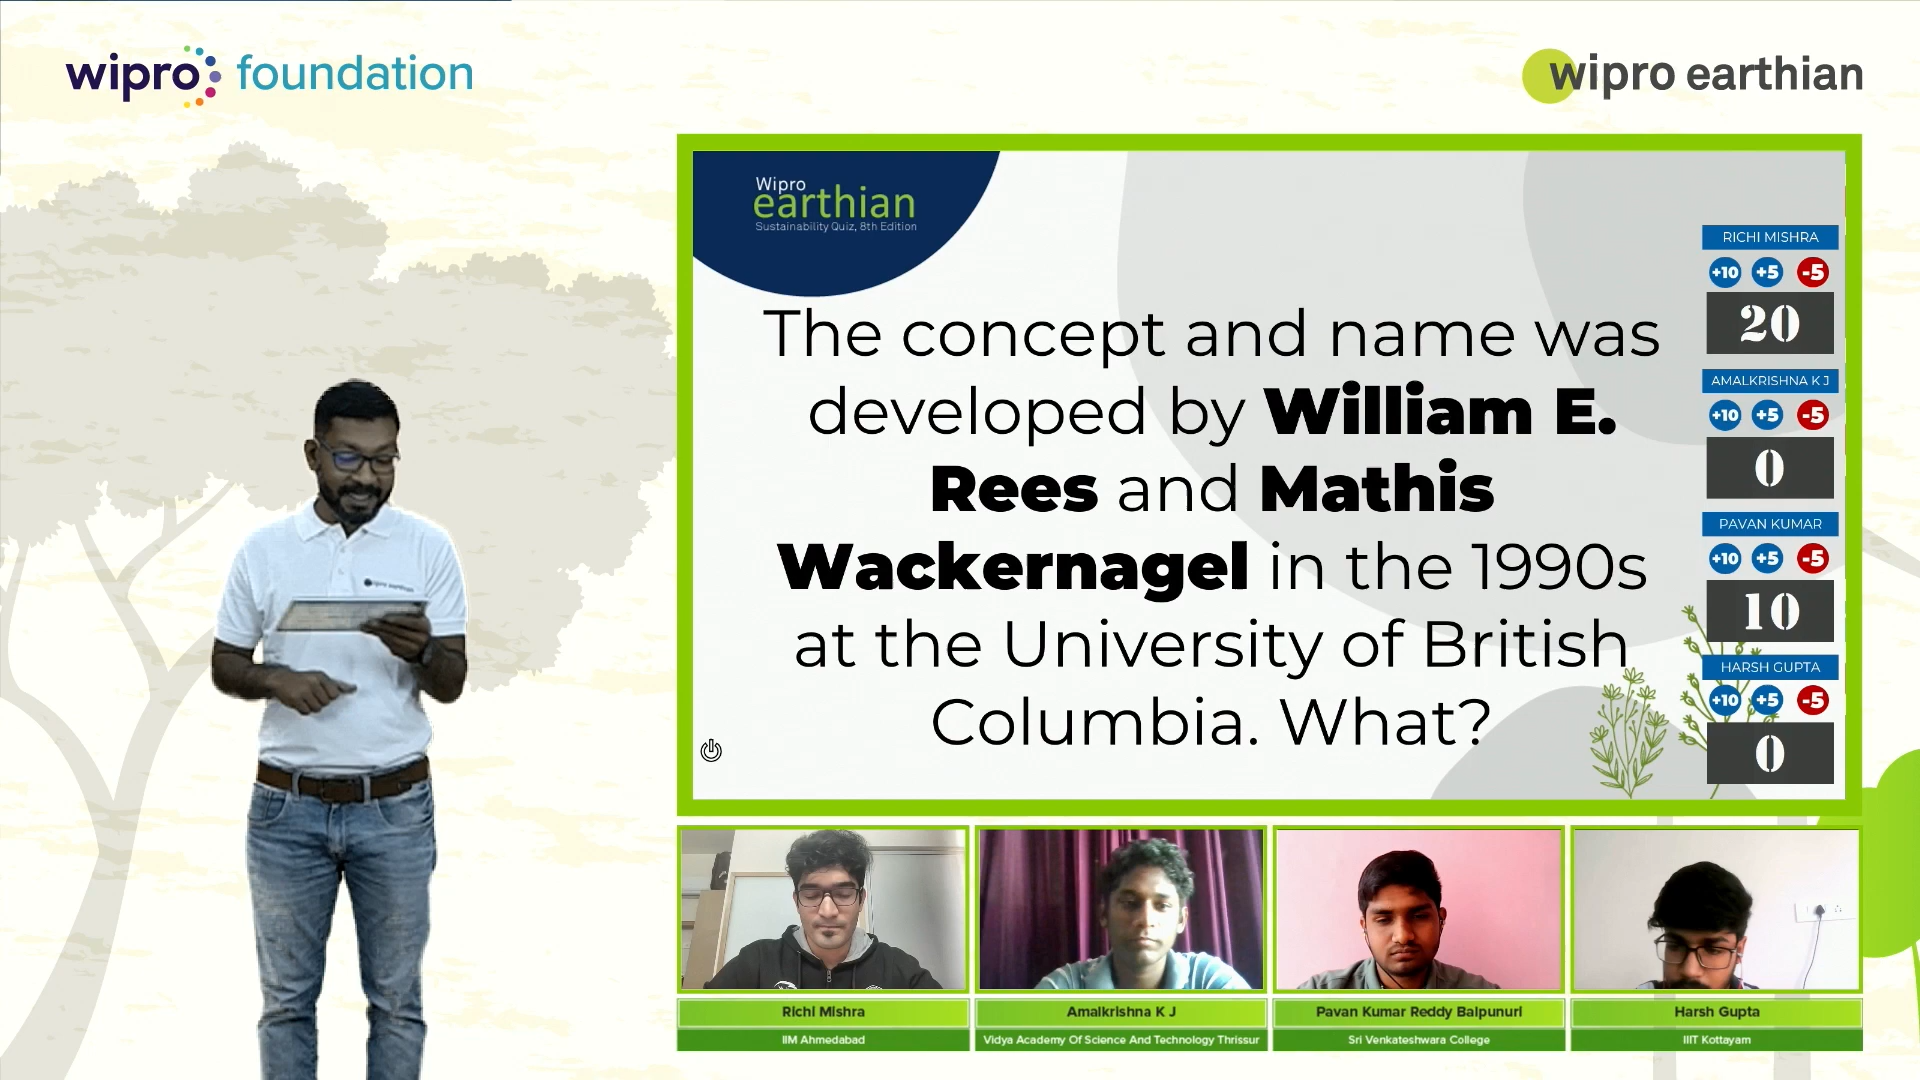 wipro foundation
wipro earthian
Wipro
earthian
Sustainability Quiz, 8th Edition
The concept and name was
developed by William E.
Rees and Mathis
Wackernagel in the 1990s
at the University of British
Columbia. What?
RICHI MISHRA
+10 +5 -5
20
AMALKRISHNA K J
+10 +5 -5
0
PAVAN KUMAR
+10 +5 -5
10
HARSH GUPTA
+10 +5 -5
0
wipro earthian
Richi Mishra
IIM Ahmedabad
Amalkrishna K J
Vidya Academy Of Science And Technology Thrissur
Pavan Kumar Reddy Balpunuri
Sri Venkateshwara College
Harsh Gupta
IIIT Kottayam